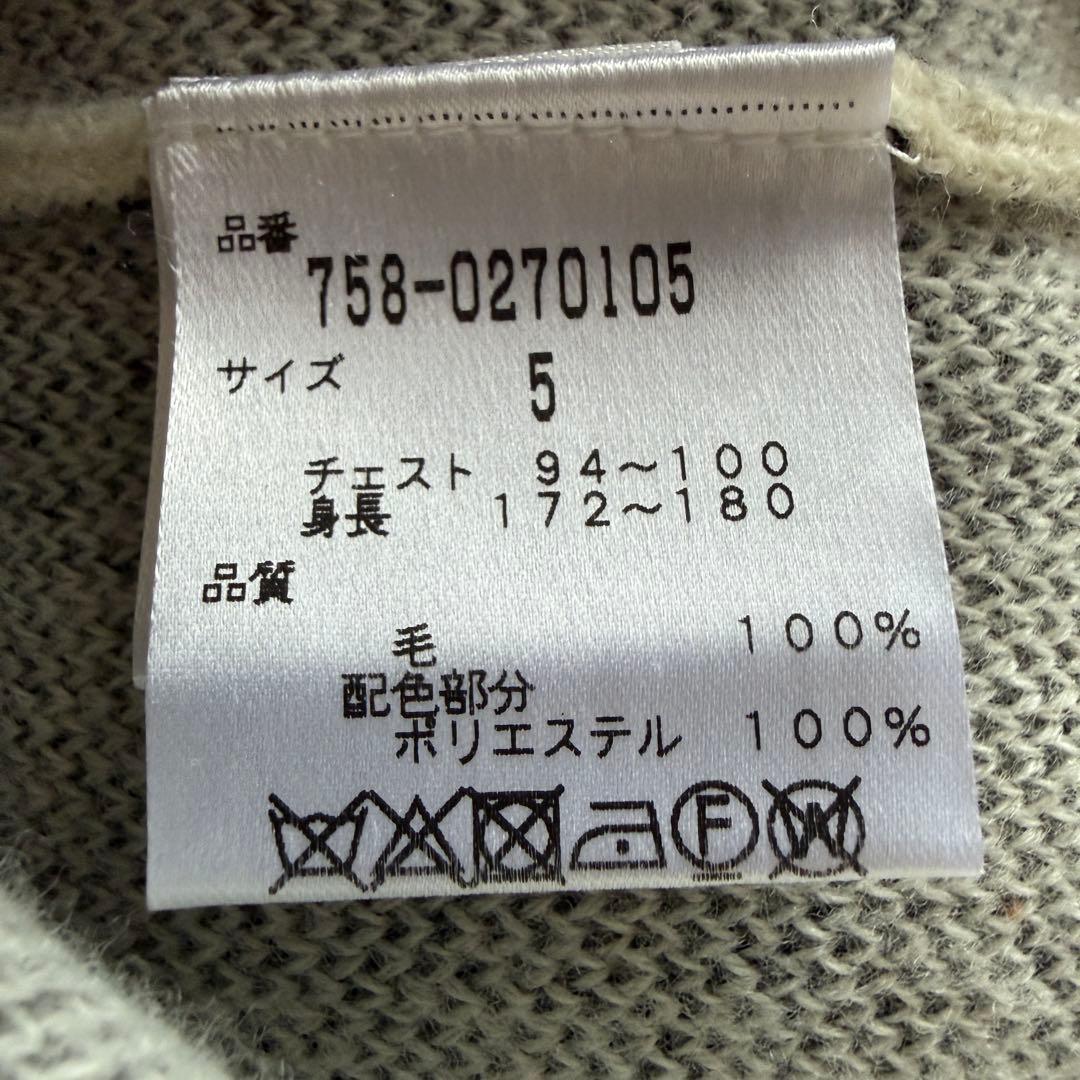 品番
758-0270105
サイズ 5
チェスト 94～100
身長 172～180
品質
毛 100%
配色部分
ポリエステル 100%
F W